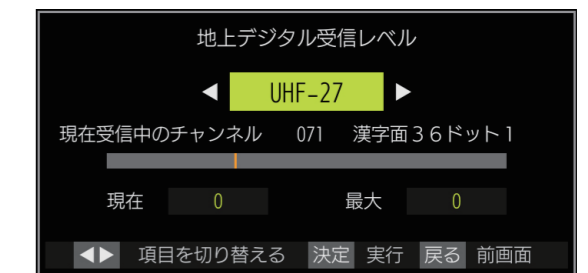 地上デジタル受信レベル
◀ UHF-27 ▶
現在受信中のチャンネル 071 漢字面３６ドット１
現在 0 最大 0
◀▶ 項目を切り替える 決定 実行 戻る 前画面